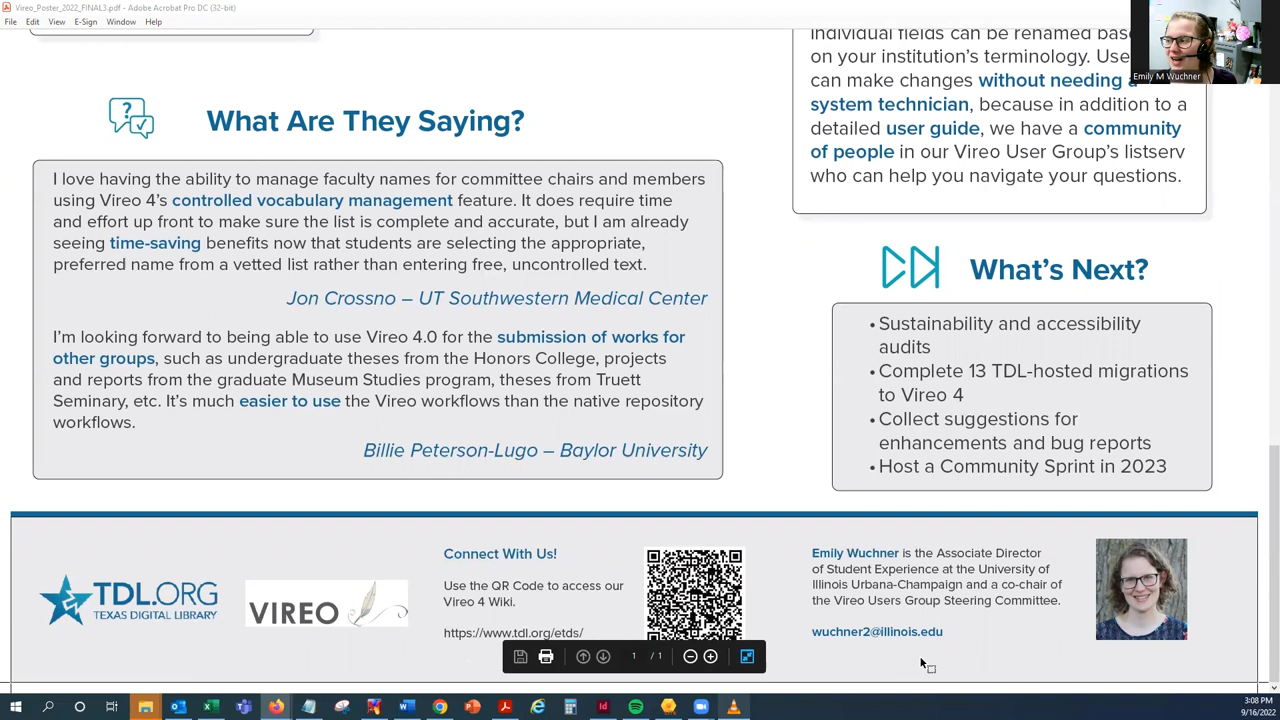 Vireo_Poster_2022_FINAL3.pdf - Adobe Acrobat Pro DC (32-bit)
File Edit View E-Sign Window Help
Emily M Wuchner
individual fields can be renamed
on your institution's terminology.
can make changes without needing a
system technician, because in addition to a
detailed user guide, we have a community
of people in our Vireo User Group's listserv
who can help you navigate your questions.
What Are They Saying?
I love having the ability to manage faculty names for committee chairs and members
using Vireo 4's controlled vocabulary management feature. It does require time
and effort up front to make sure the list is complete and accurate, but I am already
seeing time-saving benefits now that students are selecting the appropriate,
preferred name from a vetted list rather than entering free, uncontrolled text.
Jon Crossno – UT Southwestern Medical Center
I'm looking forward to being able to use Vireo 4.0 for the submission of works for
other groups, such as undergraduate theses from the Honors College, projects
and reports from the graduate Museum Studies program, theses from Truett
Seminary, etc. It's much easier to use the Vireo workflows than the native repository
workflows.
Billie Peterson-Lugo – Baylor University
What's Next?
• Sustainability and accessibility
audits
• Complete 13 TDL-hosted migrations
to Vireo 4
• Collect suggestions for
enhancements and bug reports
• Host a Community Sprint in 2023
TDL.ORG
TEXAS DIGITAL LIBRARY
VIREO
Connect With Us!
Use the QR Code to access our
Vireo 4 Wiki.
https://www.tdl.org/etds/
Emily Wuchner is the Associate Director
of Student Experience at the University of
Illinois Urbana-Champaign and a co-chair of
the Vireo Users Group Steering Committee.
wuchner2@illinois.edu
1 / 1
3:08 PM
9/16/2022